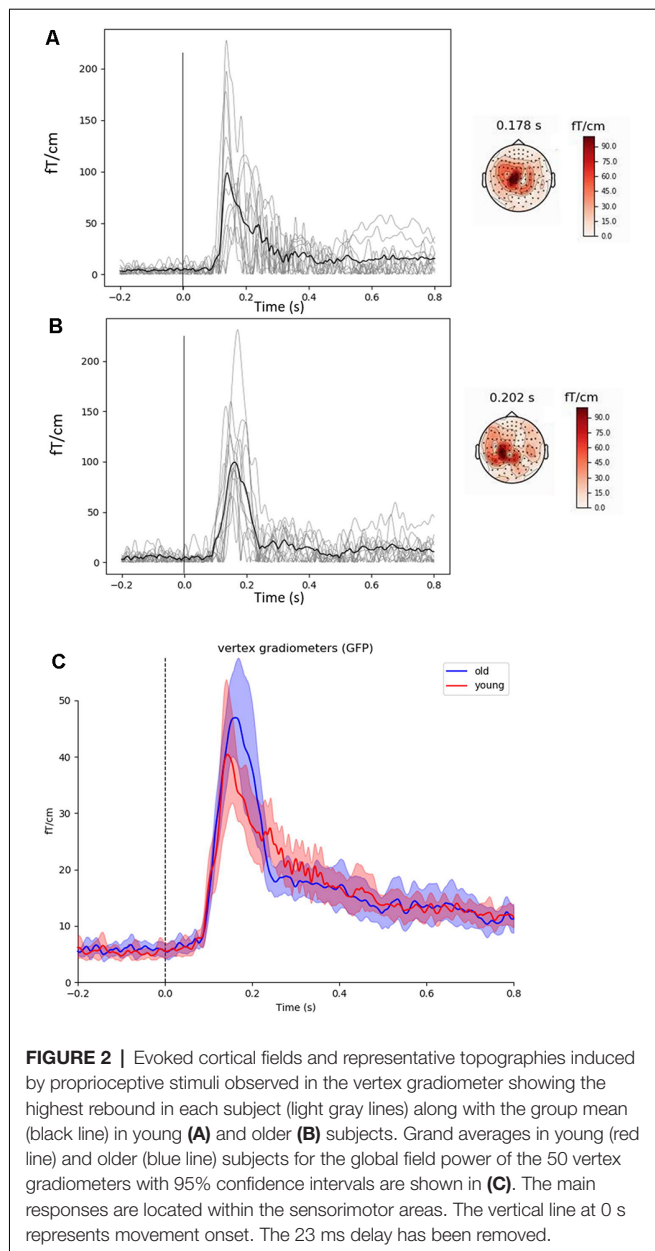 A
fT/cm
200
150
100
50
0
−0.2 0.0 0.2 0.4 0.6 0.8
Time (s)
0.178 s fT/cm
90.0
75.0
60.0
45.0
30.0
15.0
0.0
B
fT/cm
200
150
100
50
0
−0.2 0.0 0.2 0.4 0.6 0.8
Time (s)
0.202 s fT/cm
90.0
75.0
60.0
45.0
30.0
15.0
0.0
C
vertex gradiometers (GFP)
old
young
fT/cm
50
40
30
20
10
0
−0.2 0.0 0.2 0.4 0.6 0.8
Time (s)
FIGURE 2 | Evoked cortical fields and representative topographies induced
by proprioceptive stimuli observed in the vertex gradiometer showing the
highest rebound in each subject (light gray lines) along with the group mean
(black line) in young (A) and older (B) subjects. Grand averages in young (red
line) and older (blue line) subjects for the global field power of the 50 vertex
gradiometers with 95% confidence intervals are shown in (C). The main
responses are located within the sensorimotor areas. The vertical line at 0 s
represents movement onset. The 23 ms delay has been removed.